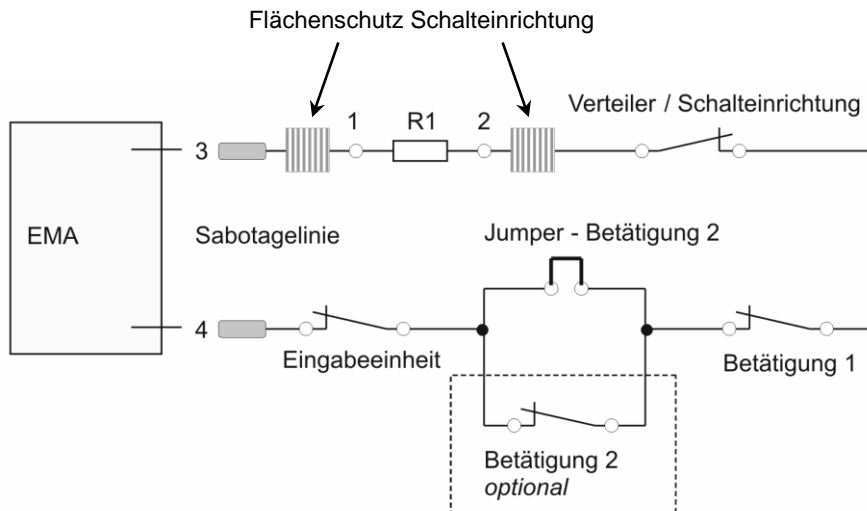 Flächenschutz Schalteinrichtung
Verteiler / Schalteinrichtung
1
R1
2
3
EMA
Sabotagelinie
Jumper - Betätigung 2
4
Eingabeeinheit
Betätigung 1
Betätigung 2
optional